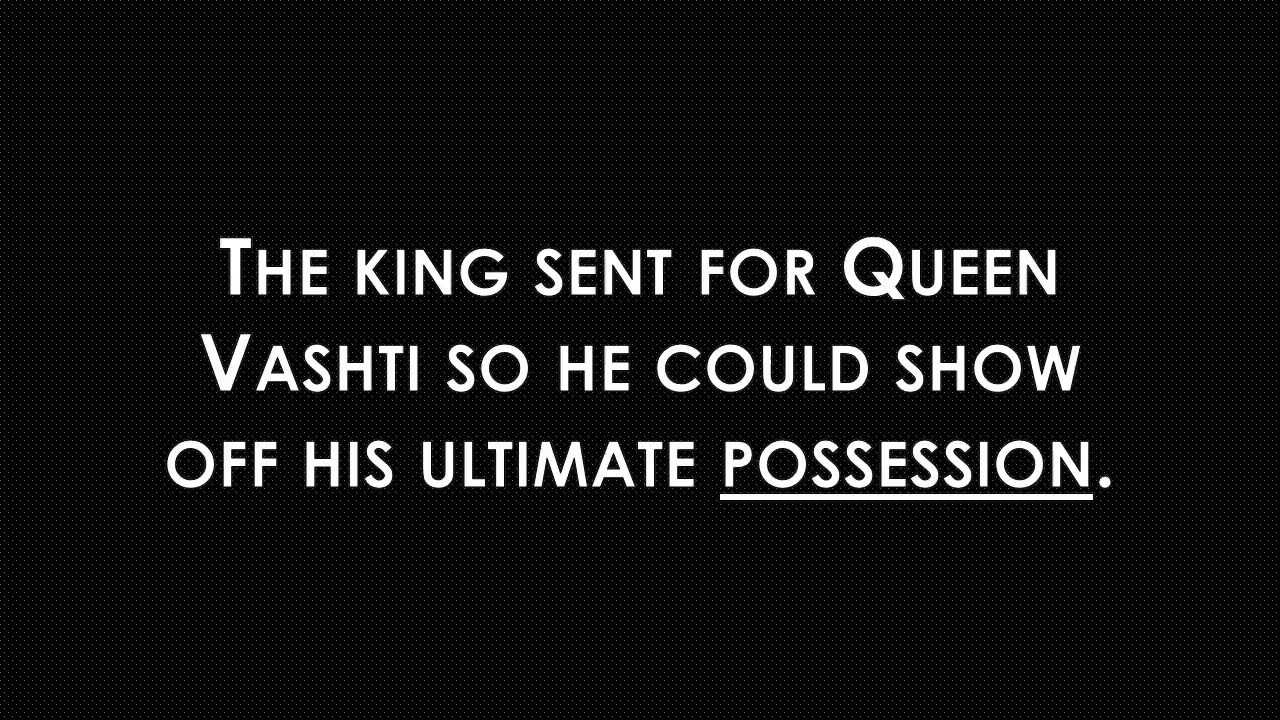 The king sent for Queen
Vashti so he could show
off his ultimate possession.